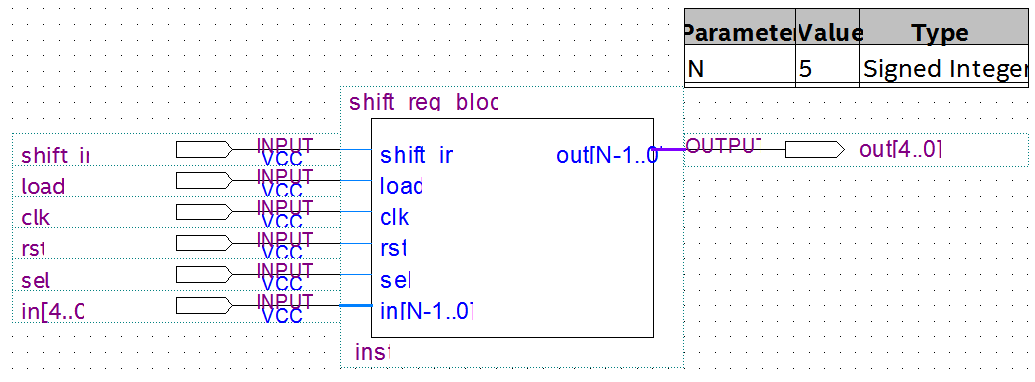 Parameter Value Type
N 5 Signed Integer
shift_reg_bloc
shift_in INPUT VCC shift_in out[N-1..0] OUTPUT out[4..0]
load INPUT VCC load
clk INPUT VCC clk
rst INPUT VCC rst
sel INPUT VCC sel
in[4..0 INPUT VCC in[N-1..0]
inst